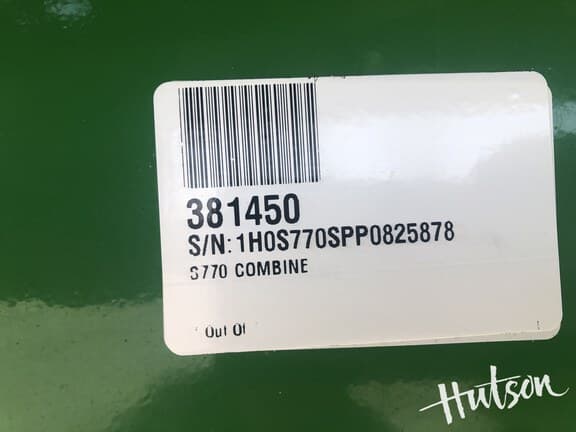 381450
S/N: 1H0S770SPP0825878
S770 COMBINE
Out Of
Hutson